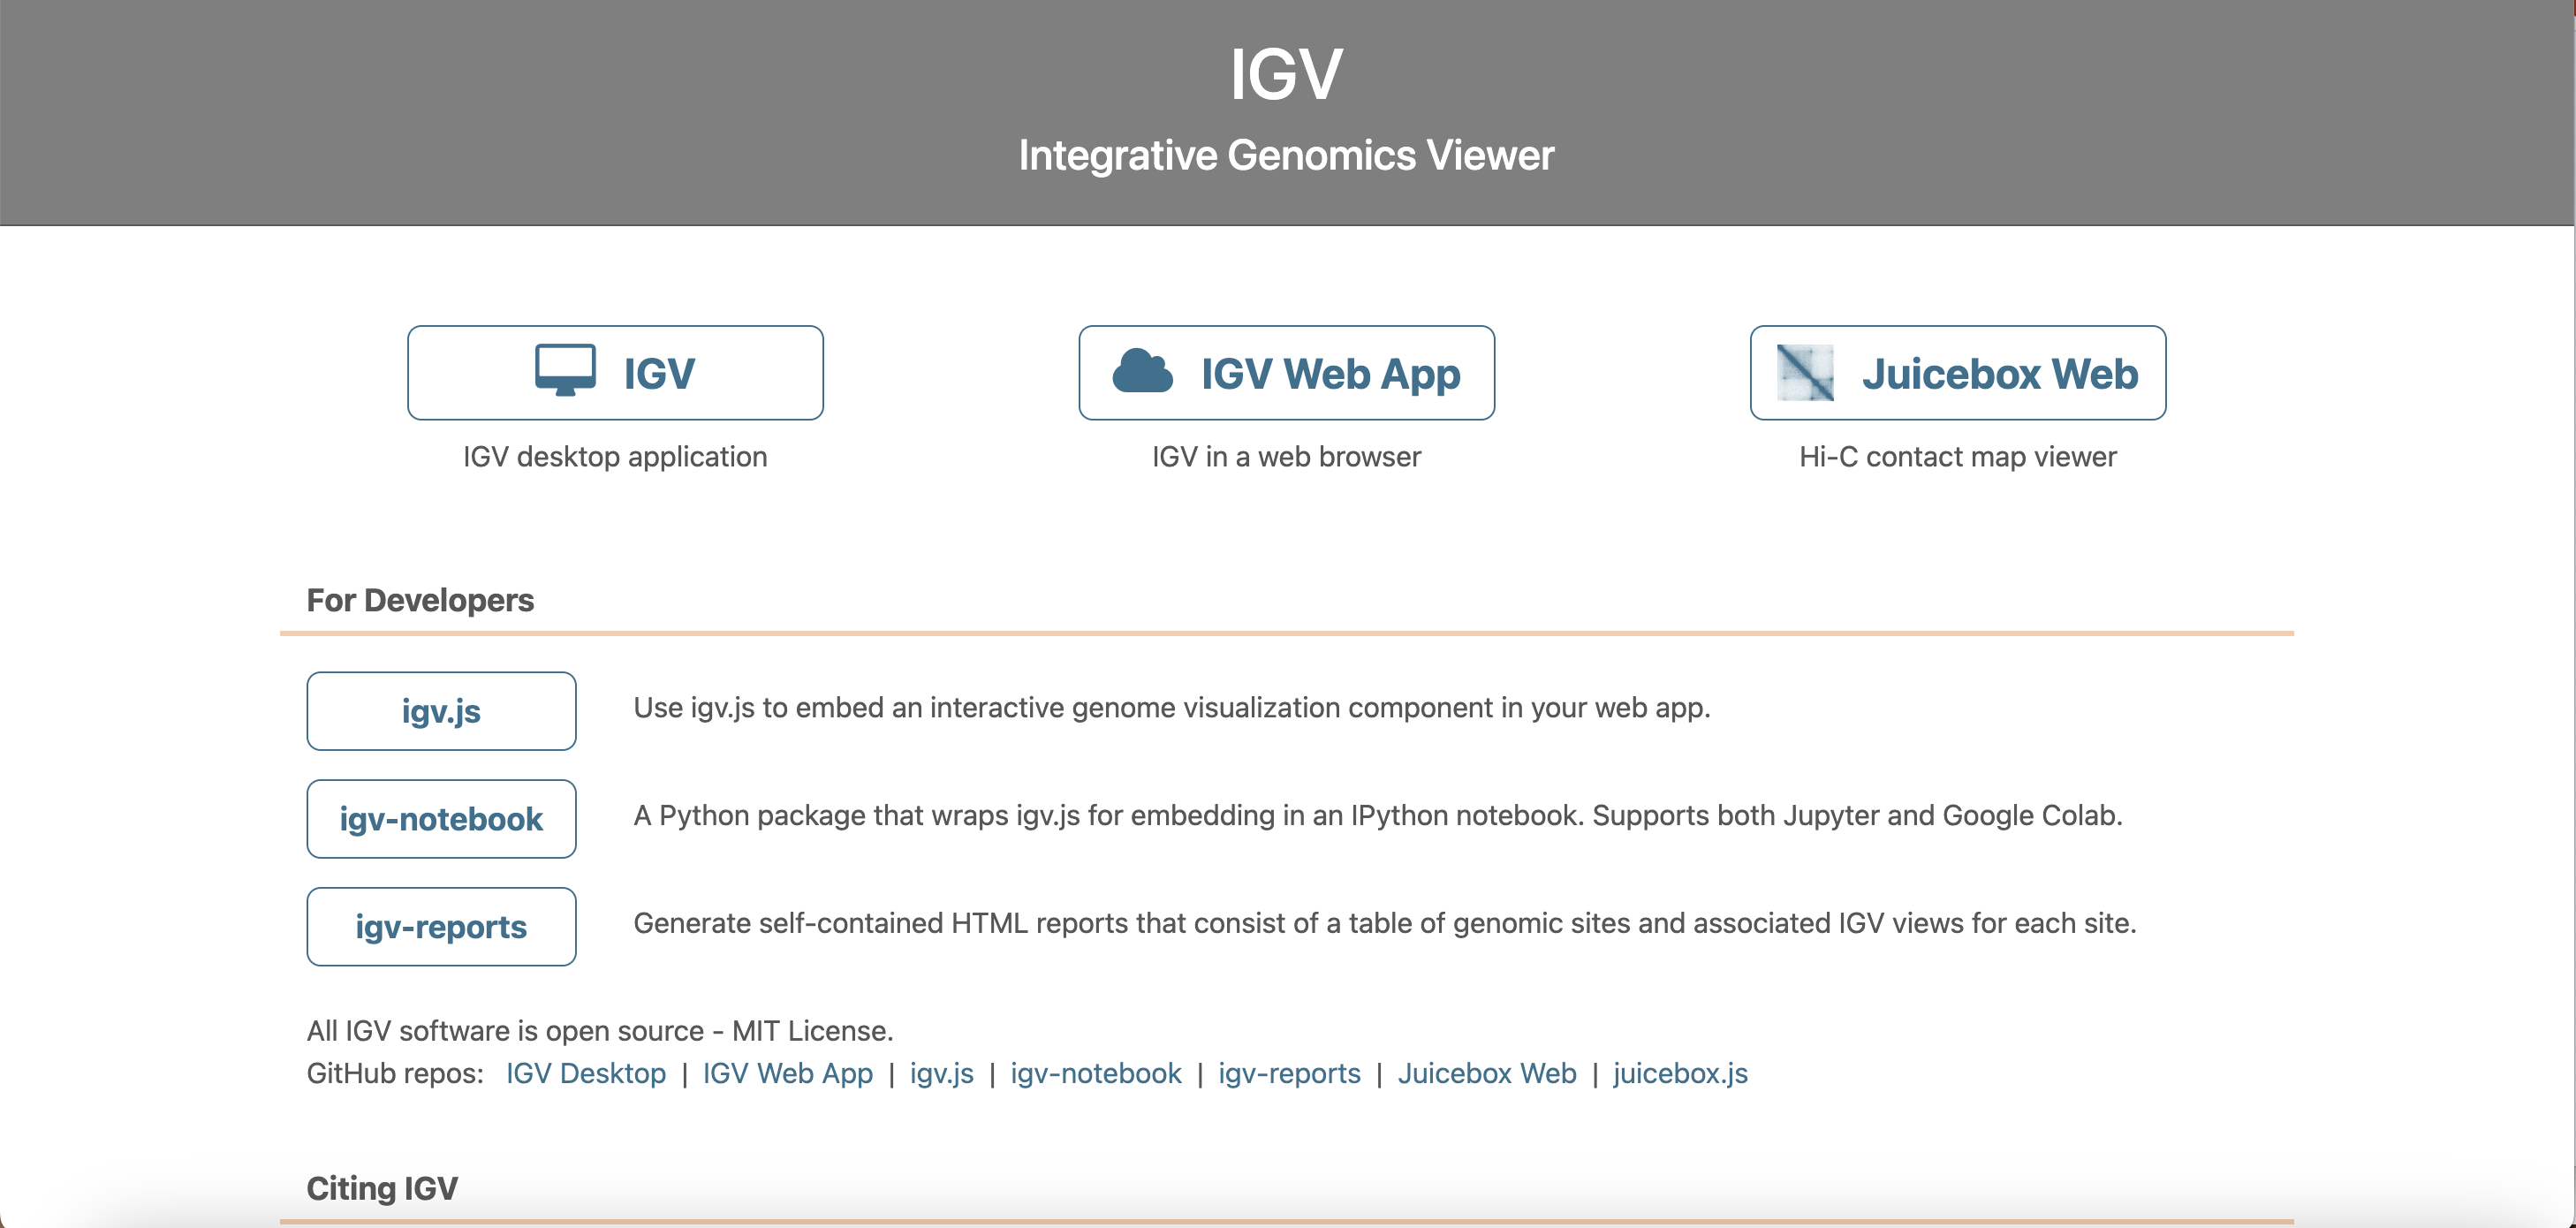 IGV
Integrative Genomics Viewer
IGV
IGV desktop application
IGV Web App
IGV in a web browser
Juicebox Web
Hi-C contact map viewer
For Developers
igv.js
Use igv.js to embed an interactive genome visualization component in your web app.
igv-notebook
A Python package that wraps igv.js for embedding in an IPython notebook. Supports both Jupyter and Google Colab.
igv-reports
Generate self-contained HTML reports that consist of a table of genomic sites and associated IGV views for each site.
All IGV software is open source - MIT License.
GitHub repos: IGV Desktop | IGV Web App | igv.js | igv-notebook | igv-reports | Juicebox Web | juicebox.js
Citing IGV